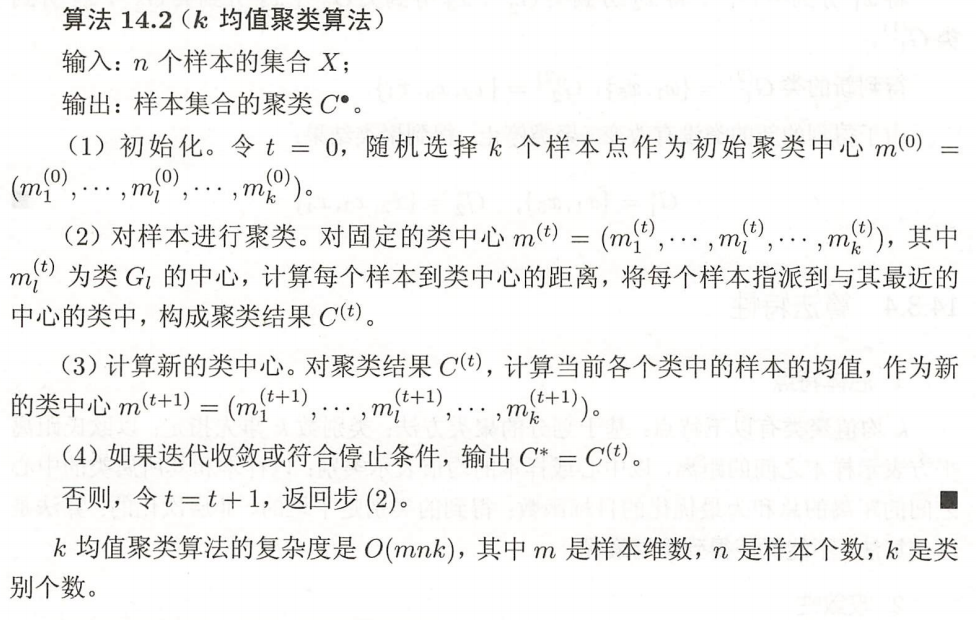 算法 14.2（k 均值聚类算法）
输入：n 个样本的集合 X；
输出：样本集合的聚类 C•。
（1）初始化。令 t = 0，随机选择 k 个样本点作为初始聚类中心 m^{(0)} =
(m_1^{(0)}, ⋯ , m_l^{(0)}, ⋯ , m_k^{(0)})。
（2）对样本进行聚类。对固定的类中心 m^{(t)} = (m_1^{(t)}, ⋯ , m_l^{(t)}, ⋯ , m_k^{(t)})，其中
m_l^{(t)} 为类 G_l 的中心，计算每个样本到类中心的距离，将每个样本指派到与其最近的
中心的类中，构成聚类结果 C^{(t)}。
（3）计算新的类中心。对聚类结果 C^{(t)}，计算当前各个类中的样本的均值，作为新
的类中心 m^{(t+1)} = (m_1^{(t+1)}, ⋯ , m_l^{(t+1)}, ⋯ , m_k^{(t+1)})。
（4）如果迭代收敛或符合停止条件，输出 C* = C^{(t)}。
否则，令 t = t + 1，返回步 (2)。 ■
k 均值聚类算法的复杂度是 O(mnk)，其中 m 是样本维数，n 是样本个数，k 是类
别个数。